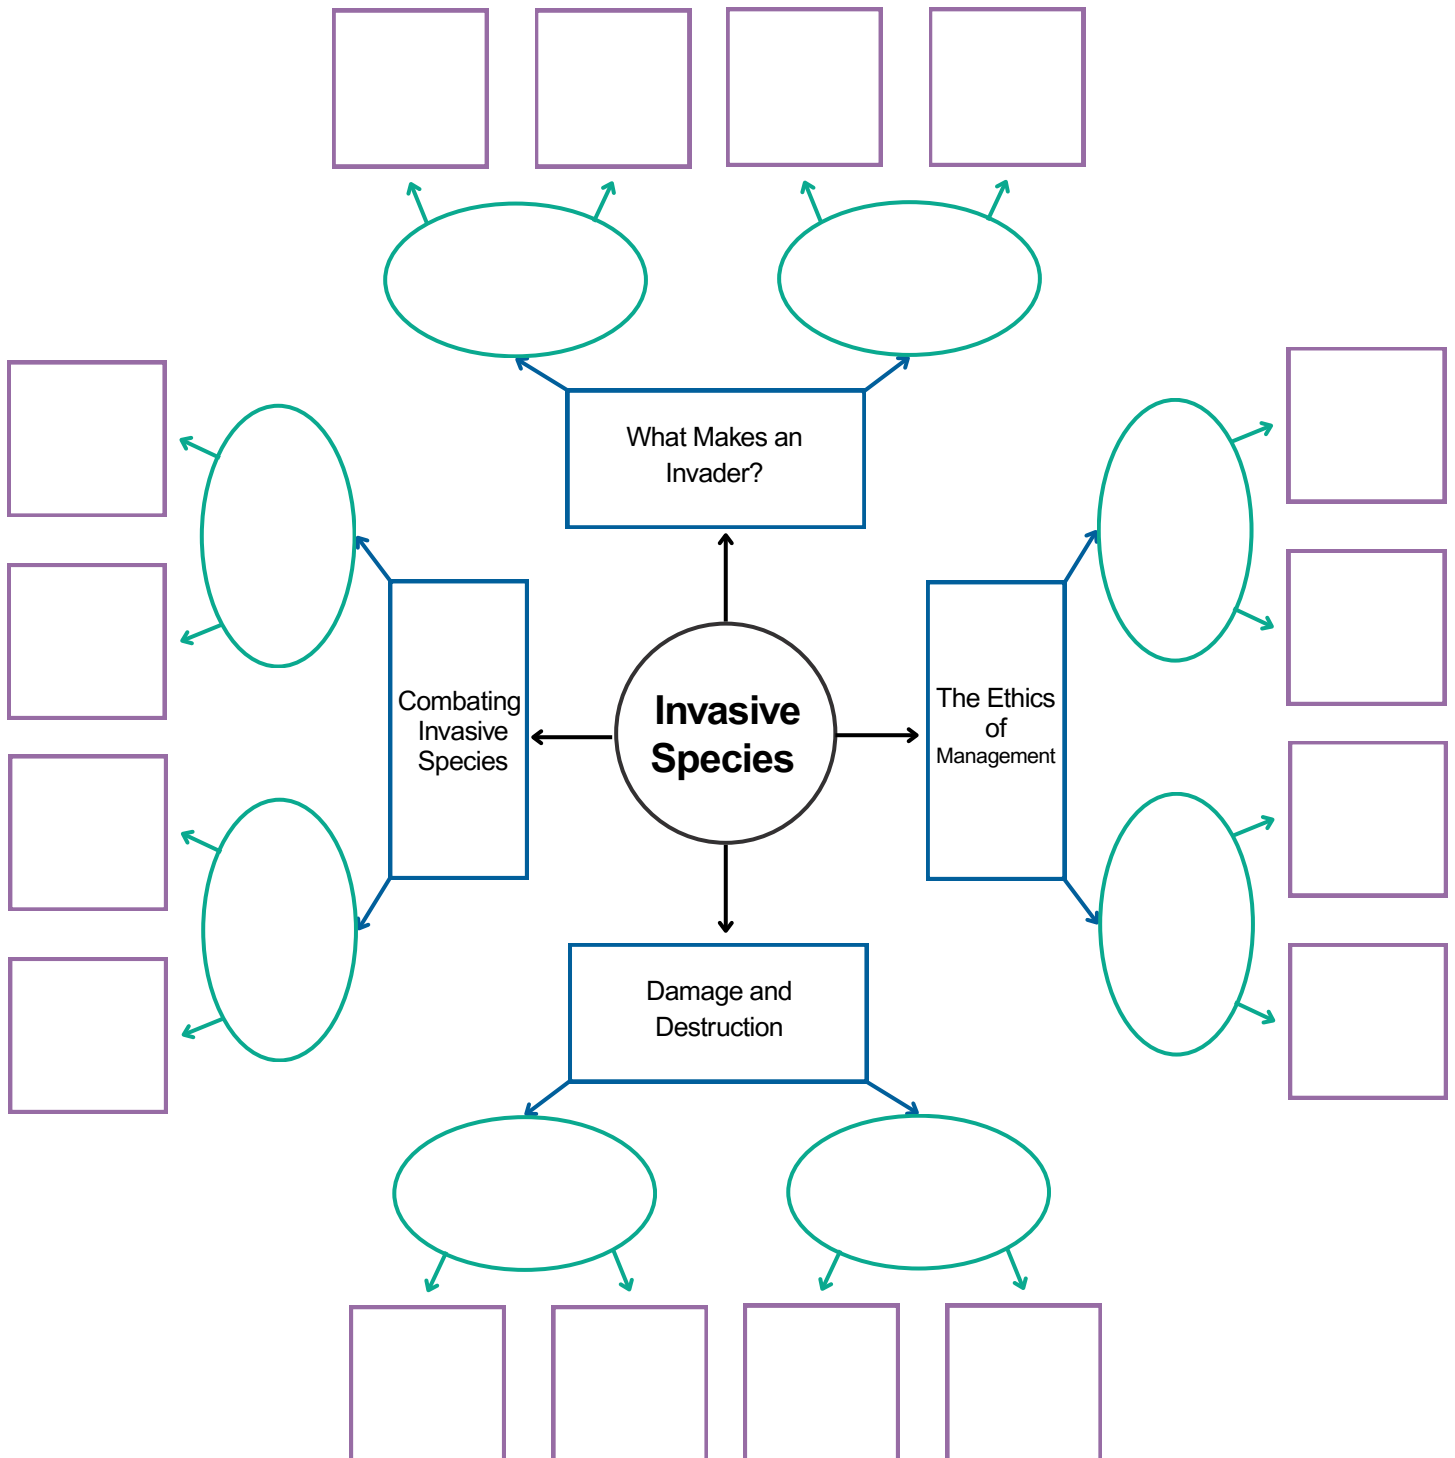 What Makes an
Invader?
Combating
Invasive
Species
Invasive
Species
The Ethics
of
Management
Damage and
Destruction